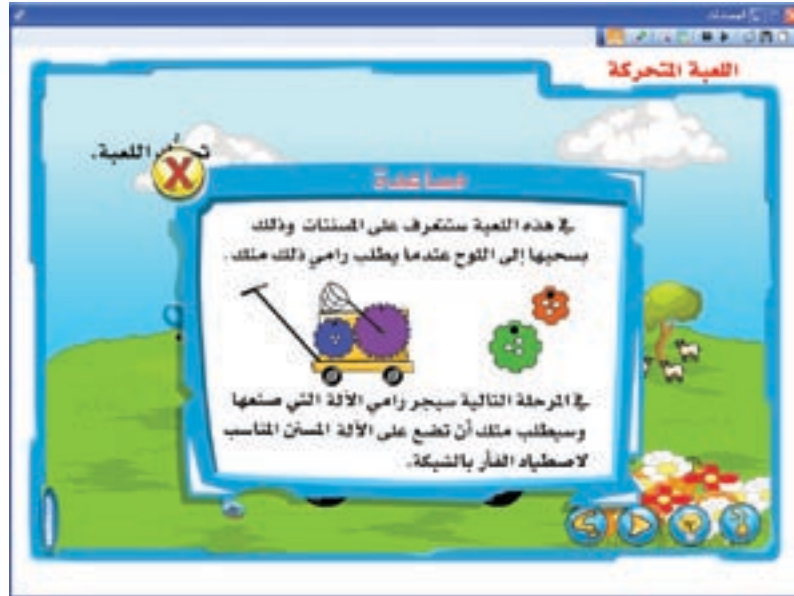 اللعبة المتحركة
اللعبة.
مساعدة
في هذه اللعبة ستتعرف على المسننات وذلك
بسحبها إلى اللوح عندما يطلب رامي ذلك منك.
في المرحلة التالية سيجر رامي الآلة التي صنعها
وسيطلب منك أن تضع على الآلة المسنن المناسب
لاصطياد الفأر بالشبكة.